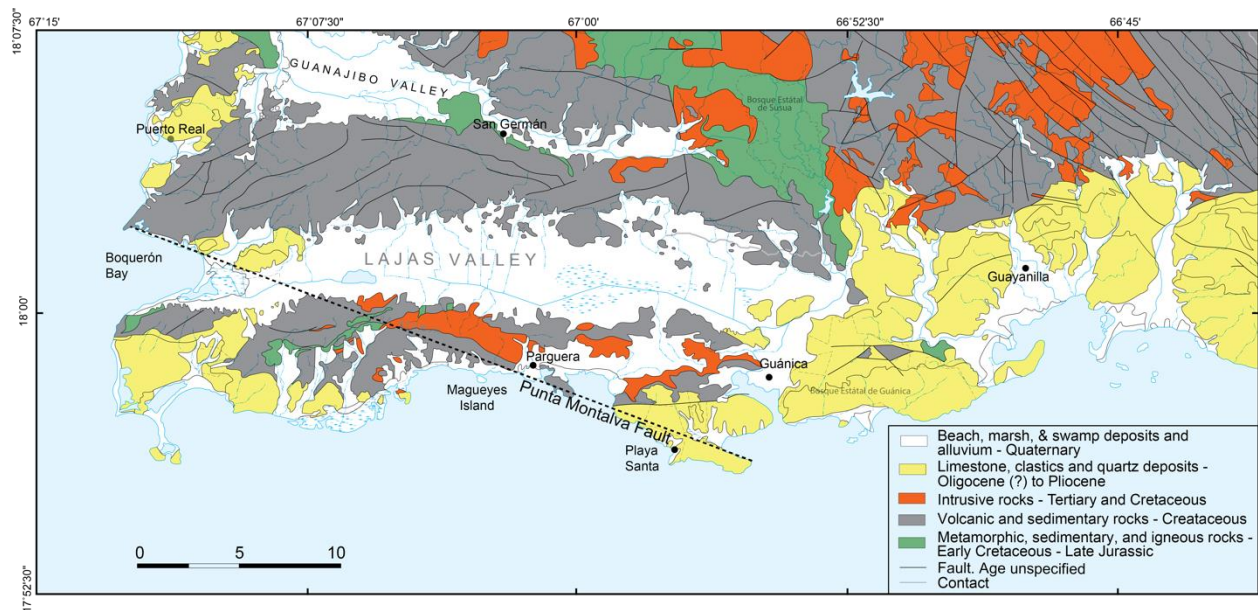 67˚15'
67˚07'30"
67˚00'
66˚52'30"
66˚45'
18˚07'30"
GUANAJIBO VALLEY
Bosque Estátal
de Susua
Puerto Real
San Germán
Boquerón
Bay
LAJAS VALLEY
Guayanilla
18˚00'
Parguera
Guánica
Magueyes
Island
Punta Montalva Fault
Bosque Estátal de Guánica
Playa
Santa
0
5
10
17˚52'30"
Beach, marsh, & swamp deposits and
alluvium - Quaternary
Limestone, clastics and quartz deposits -
Oligocene (?) to Pliocene
Intrusive rocks - Tertiary and Cretaceous
Volcanic and sedimentary rocks - Creataceous
Metamorphic, sedimentary, and igneous rocks -
Early Cretaceous - Late Jurassic
Fault. Age unspecified
Contact